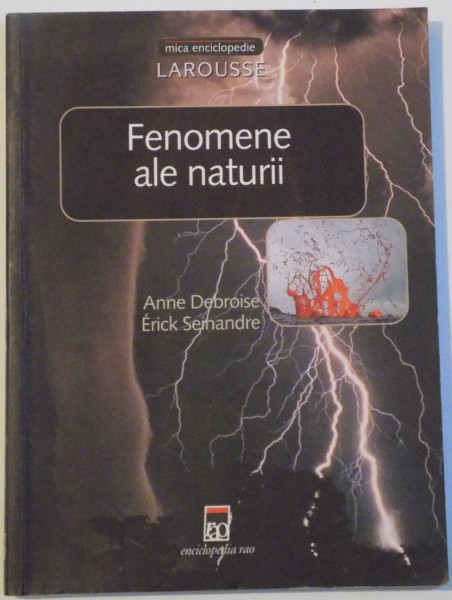 mica enciclopedie
LAROUSSE
Fenomene
ale naturii
Anne Debroise
Érick Seinandre
rao
enciclopedia rao